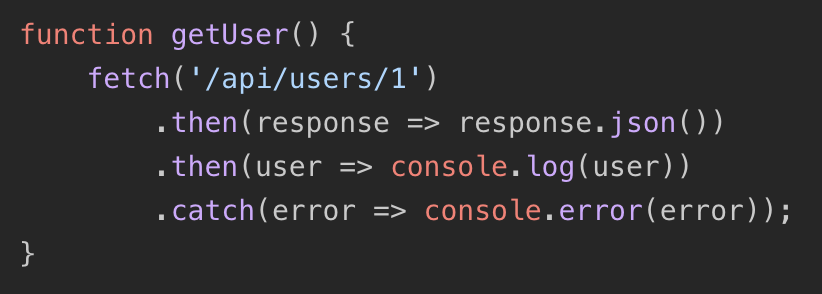 function getUser() {
    fetch('/api/users/1')
        .then(response => response.json())
        .then(user => console.log(user))
        .catch(error => console.error(error));
}